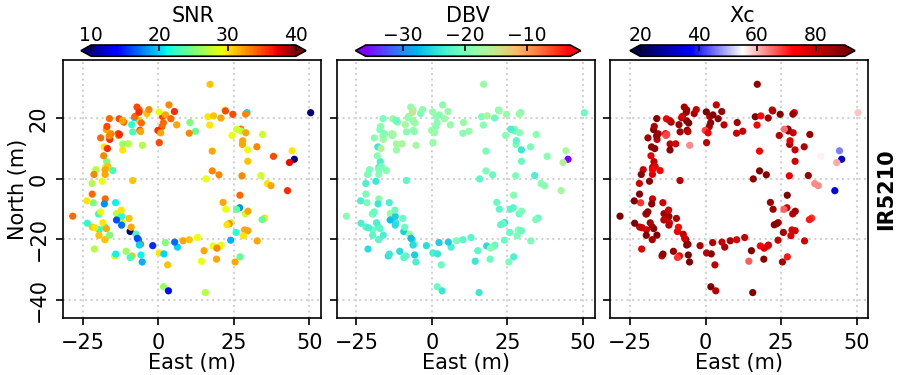 SNR DBV Xc
10 20 30 40 −30 −20 −10 20 40 60 80
20
0
−20
−40
North (m)
IR5210
−25 0 25 50 −25 0 25 50 −25 0 25 50
East (m) East (m) East (m)